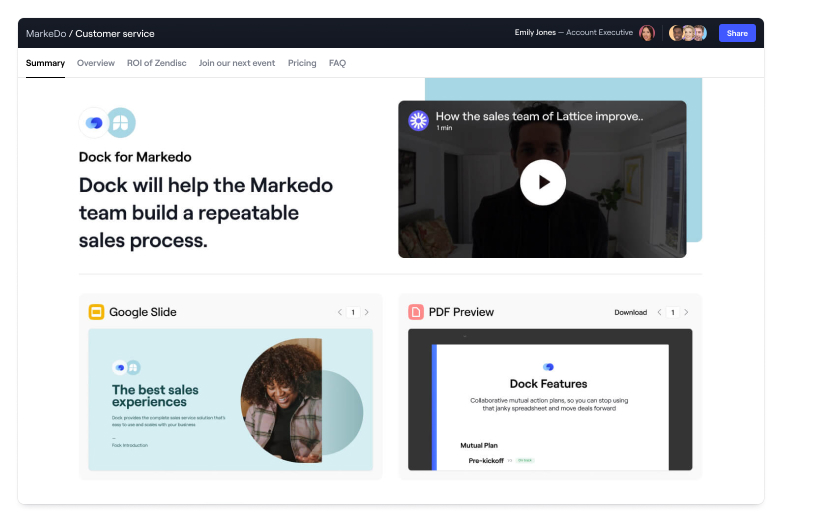 MarkeDo / Customer service
Emily Jones — Account Executive
Share
Summary
Overview
ROI of Zendisc
Join our next event
Pricing
FAQ
Dock for Markedo
Dock will help the Markedo
team build a repeatable
sales process.
How the sales team of Lattice improve..
1 min
Google Slide
1
The best sales
experiences
Dock provides the complete sales service solution that's
easy to use and scales with your business
—
PDF Preview
Download
1
Dock Features
Collaborative mutual action plans, so you can stop using
that janky spreadsheet and move deals forward
Mutual Plan
Pre-kickoff